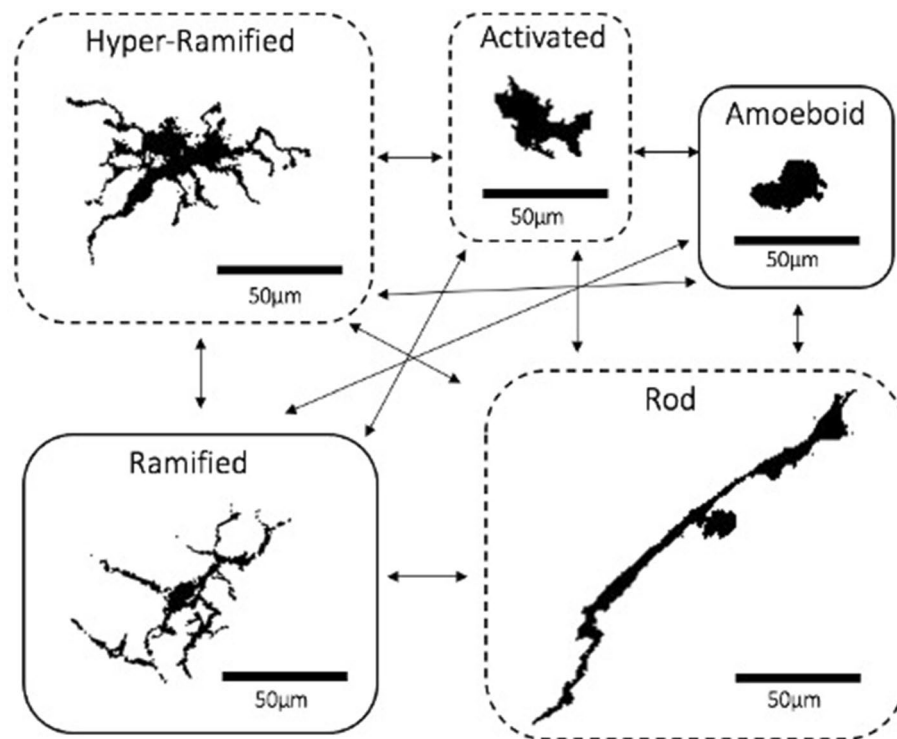 Hyper-Ramified
50µm
Activated
50µm
Amoeboid
50µm
Ramified
50µm
Rod
50µm